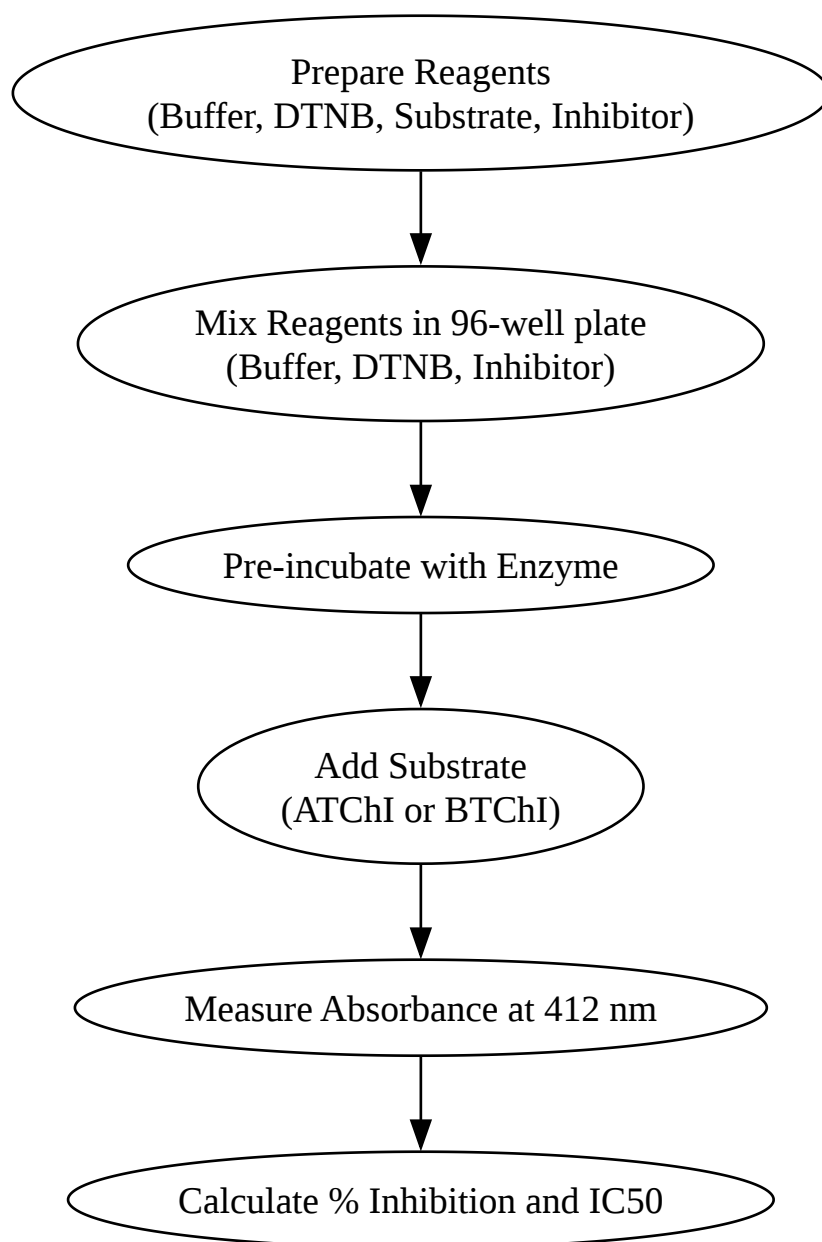 Prepare Reagents
(Buffer, DTNB, Substrate, Inhibitor)
Mix Reagents in 96-well plate
(Buffer, DTNB, Inhibitor)
Pre-incubate with Enzyme
Add Substrate
(ATChI or BTChI)
Measure Absorbance at 412 nm
Calculate % Inhibition and IC50